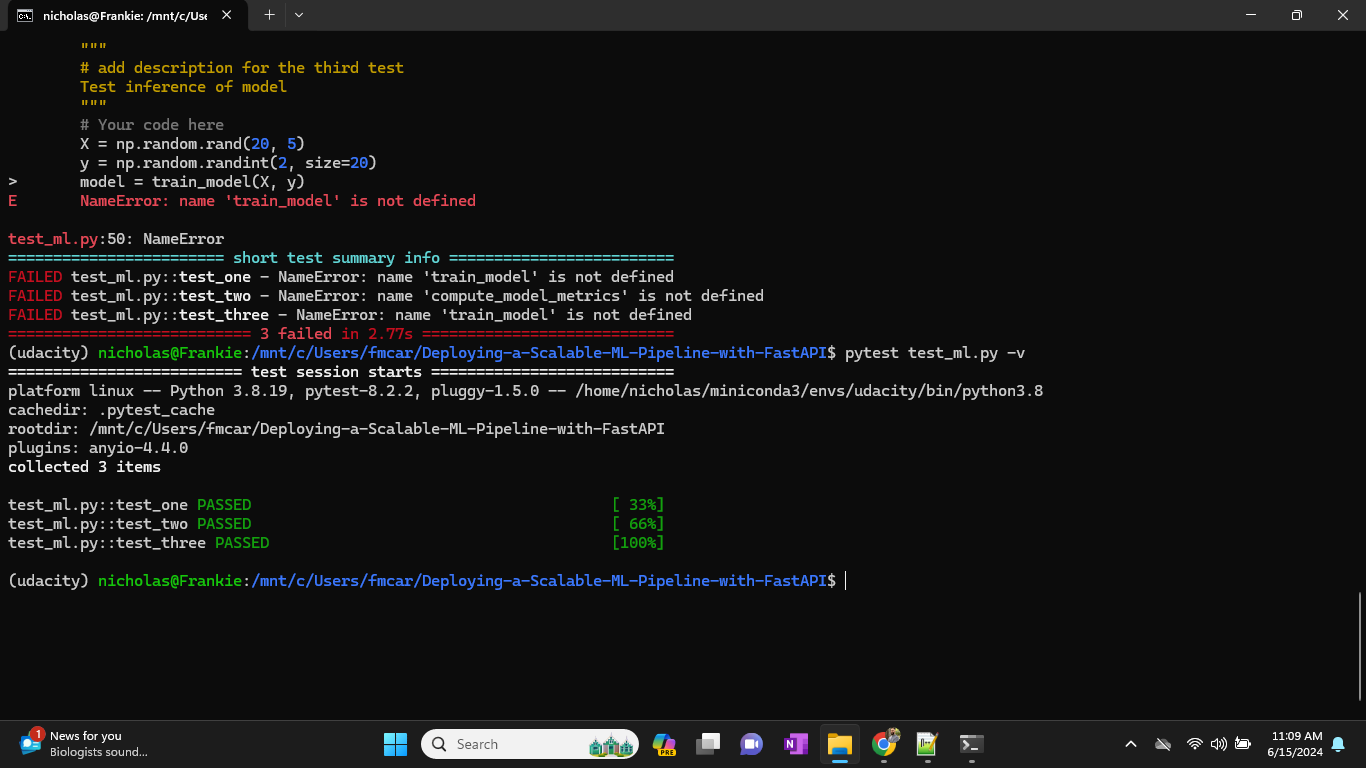 nicholas@Frankie: /mnt/c/Use
"""
# add description for the third test
Test inference of model
"""
# Your code here
X = np.random.rand(20, 5)
y = np.random.randint(2, size=20)
>       model = train_model(X, y)
E       NameError: name 'train_model' is not defined
test_ml.py:50: NameError
======================== short test summary info =========================
FAILED test_ml.py::test_one - NameError: name 'train_model' is not defined
FAILED test_ml.py::test_two - NameError: name 'compute_model_metrics' is not defined
FAILED test_ml.py::test_three - NameError: name 'train_model' is not defined
=========================== 3 failed in 2.77s ============================
(udacity) nicholas@Frankie:/mnt/c/Users/fmcar/Deploying-a-Scalable-ML-Pipeline-with-FastAPI$ pytest test_ml.py -v
========================== test session starts ===========================
platform linux -- Python 3.8.19, pytest-8.2.2, pluggy-1.5.0 -- /home/nicholas/miniconda3/envs/udacity/bin/python3.8
cachedir: .pytest_cache
rootdir: /mnt/c/Users/fmcar/Deploying-a-Scalable-ML-Pipeline-with-FastAPI
plugins: anyio-4.4.0
collected 3 items
test_ml.py::test_one PASSED                                        [ 33%]
test_ml.py::test_two PASSED                                        [ 66%]
test_ml.py::test_three PASSED                                      [100%]
(udacity) nicholas@Frankie:/mnt/c/Users/fmcar/Deploying-a-Scalable-ML-Pipeline-with-FastAPI$
1
News for you
Biologists sound...
Search
PRE
11:09 AM
6/15/2024